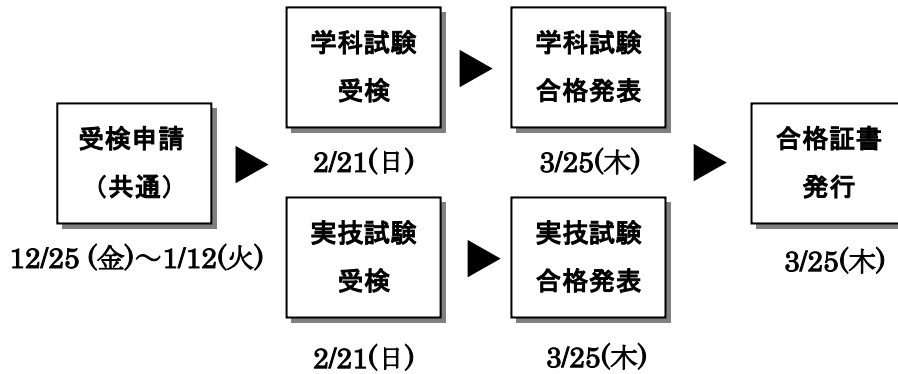 受検申請
（共通）
12/25 (金)～1/12(火)
学科試験
受検
2/21(日)
学科試験
合格発表
3/25(木)
実技試験
受検
2/21(日)
実技試験
合格発表
3/25(木)
合格証書
発行
3/25(木)